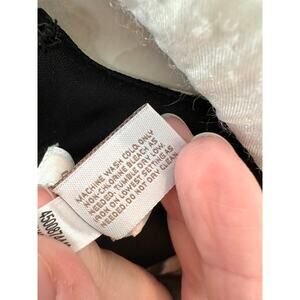 MACHINE WASH COLD. ONLY
NON-CHLORINE BLEACH AS
NEEDED. TUMBLE DRY LOW.
IRON ON LOWEST SETTING AS
NEEDED. DO NOT DRY CLEAN.